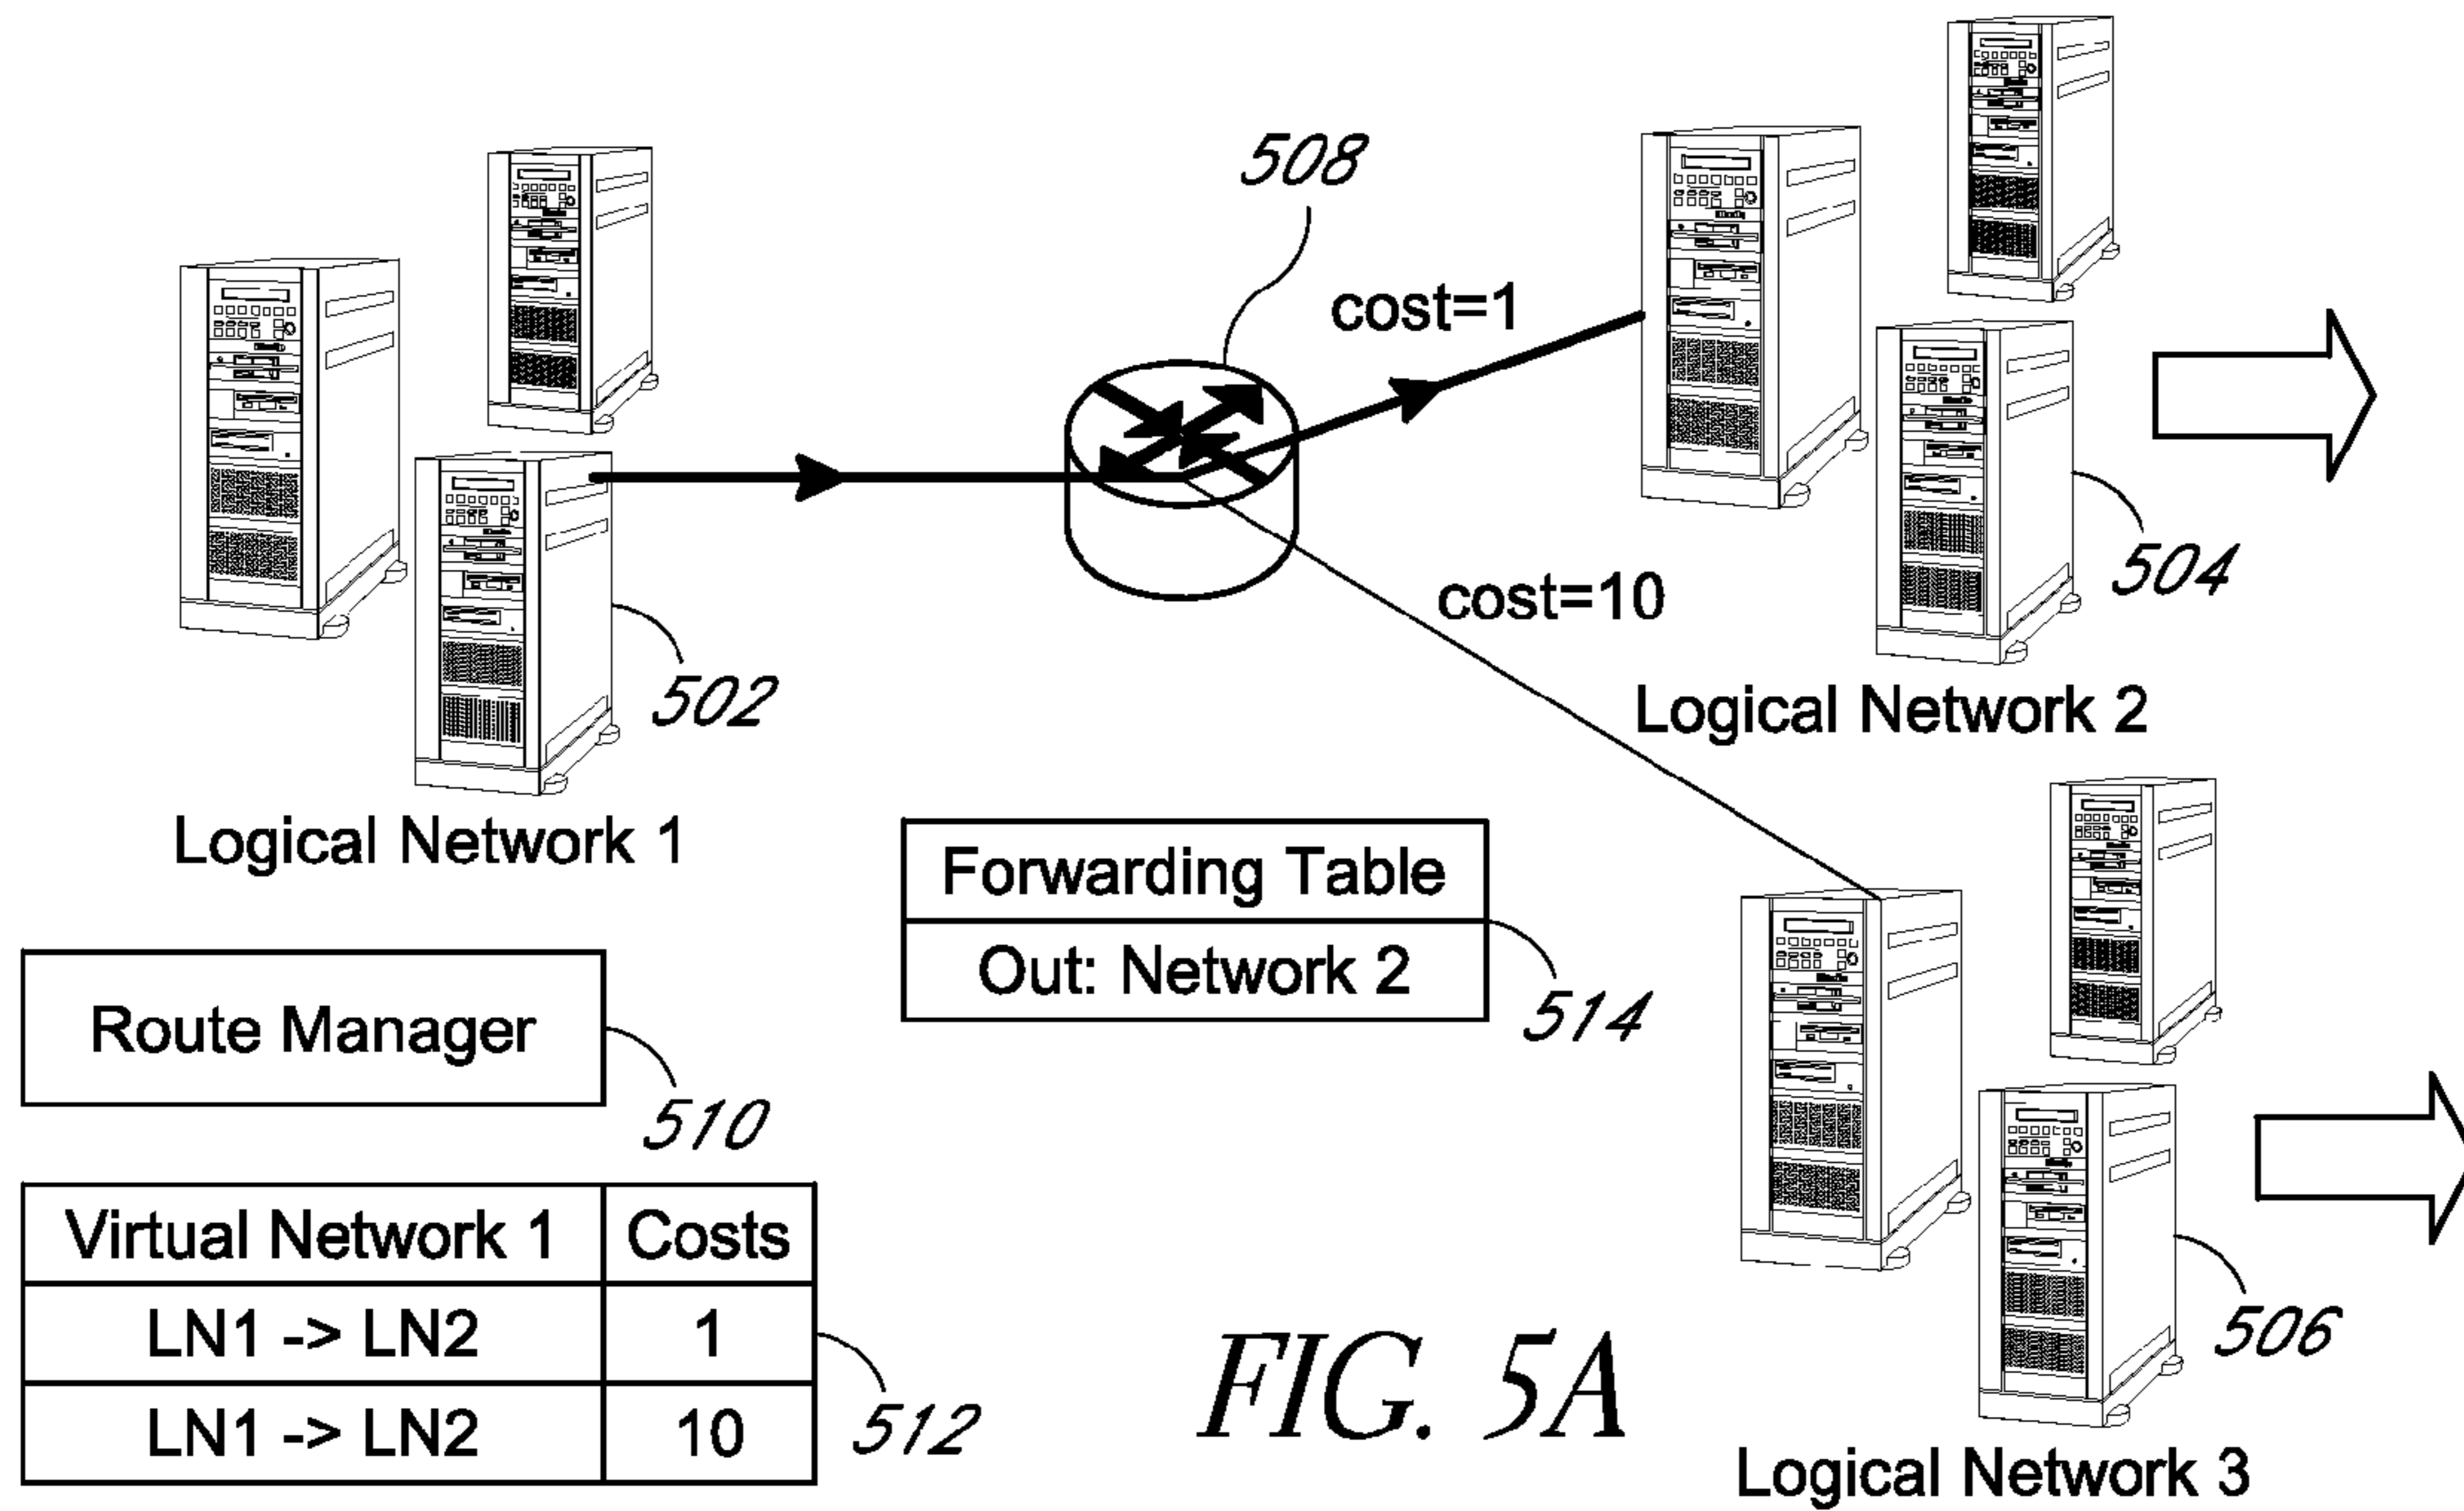 508
cost=1
cost=10
504
502
Logical Network 2
Logical Network 1
Forwarding Table
Out: Network 2
514
Route Manager
510
Virtual Network 1 Costs
LN1 -> LN2 1
LN1 -> LN2 10
512
506
FIG. 5A
Logical Network 3